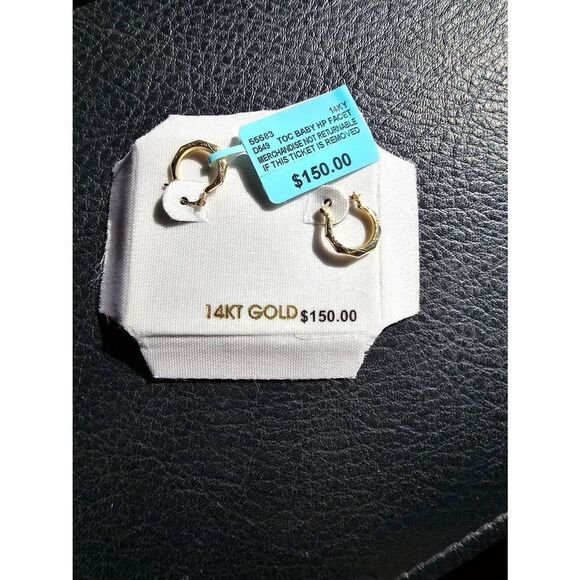 14KY
55583
D549 TOC BABY HP FACET
MERCHANDISE NOT RETURNABLE
IF THIS TICKET IS REMOVED
$150.00
14KT GOLD $150.00